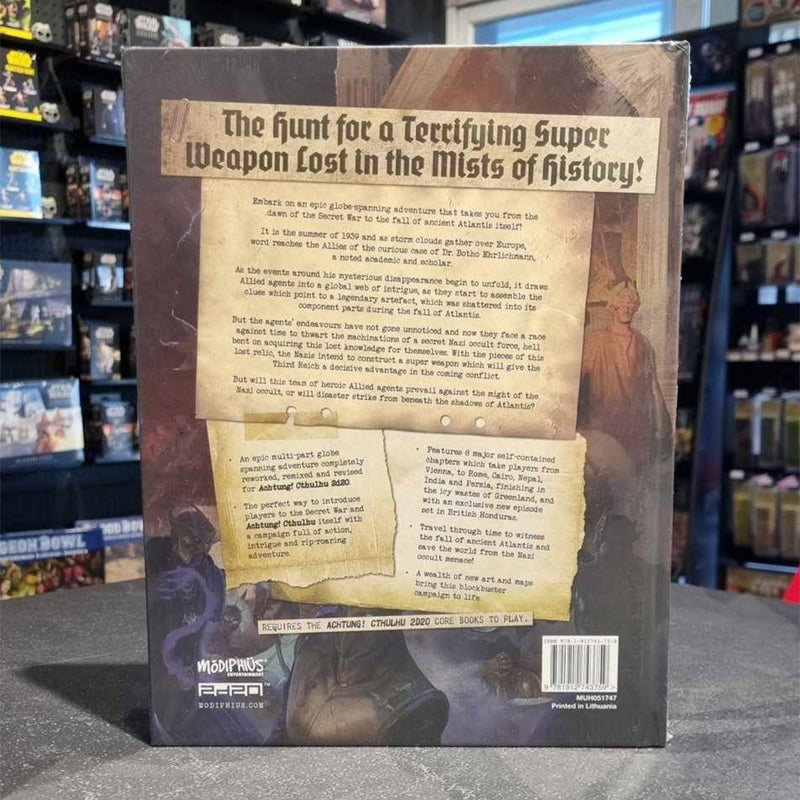 The Hunt for a Terrifying Super
Weapon Lost in the Mists of History!
Embark on an epic globe-spanning adventure that takes you from the
dawn of the Secret War to the fall of ancient Atlantis itself!
It is the summer of 1939 and as storm clouds gather over Europe,
word reaches the Allies of the curious case of Dr. Botho Ehrlichmann,
a noted academic and scholar.
As the events around his mysterious disappearance begin to unfold, it draws
Allied agents into a global web of intrigue, as they start to assemble the
clues which point to a legendary artefact, which was shattered into its
component parts during the fall of Atlantis.
But the agents' endeavours have not gone unnoticed and now they face a race
against time to thwart the machinations of a secret Nazi occult force, hell
bent on acquiring this lost knowledge for themselves. With the pieces of this
lost relic, the Nazis intend to construct a super weapon which will give the
Third Reich a decisive advantage in the coming conflict.
But will this team of heroic Allied agents prevail against the might of the
Nazi occult, or will disaster strike from beneath the shadows of Atlantis?
• An epic multi-part globe
spanning adventure completely
reworked, remixed and revised
for Achtung! Cthulhu 2d20.
• The perfect way to introduce
players to the Secret War and
Achtung! Cthulhu itself with
a campaign full of action,
intrigue and rip-roaring
adventure.
• Features 8 major self-contained
chapters which take players from
Vienna, to Rome, Cairo, Nepal,
India and Persia, finishing in
the icy wastes of Greenland, and
with an exclusive new episode
set in British Honduras.
• Travel through time to witness
the fall of ancient Atlantis and
save the world from the Nazi
occult menace!
• A wealth of new art and maps
bring this blockbuster
campaign to life.
REQUIRES THE ACHTUNG! CTHULHU 2D20 CORE BOOKS TO PLAY.
MÖDIPHIÜS
ENTERTAINMENT
2D20™
MODIPHIUS.COM
ISBN 978-1-912743-75-9
9 781912 743759 >
MUH051747
Printed in Lithuania